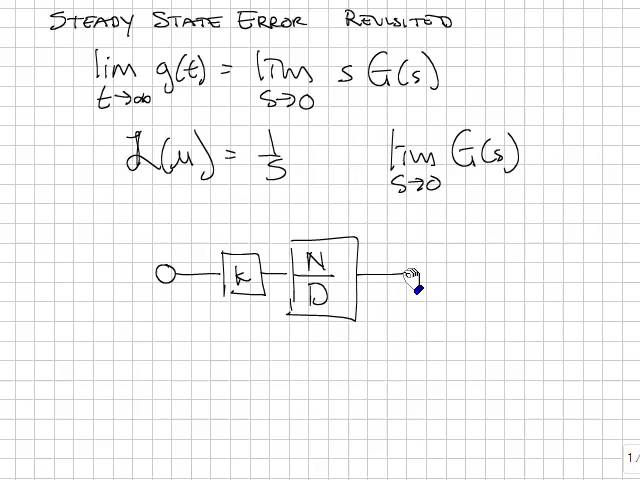 STEADY STATE ERROR REVISITED
lim g(t) = lim s G(s)
t→∞ s→0
L(μ) = 1/s lim G(s)
s→0
k N/D
1/